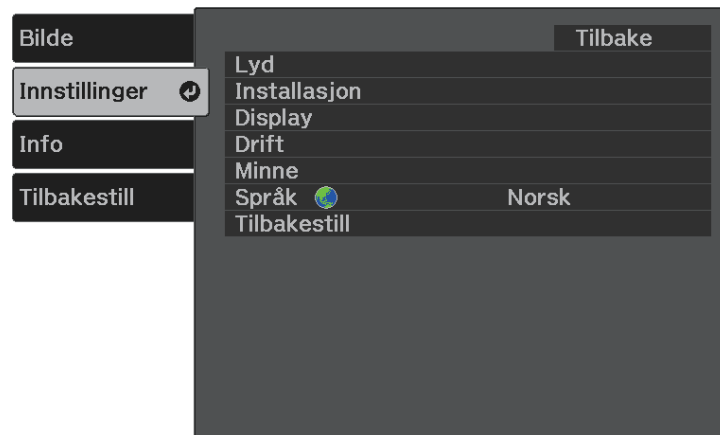 Bilde
Innstillinger
Info
Tilbakestill
Tilbake
Lyd
Installasjon
Display
Drift
Minne
Språk Norsk
Tilbakestill